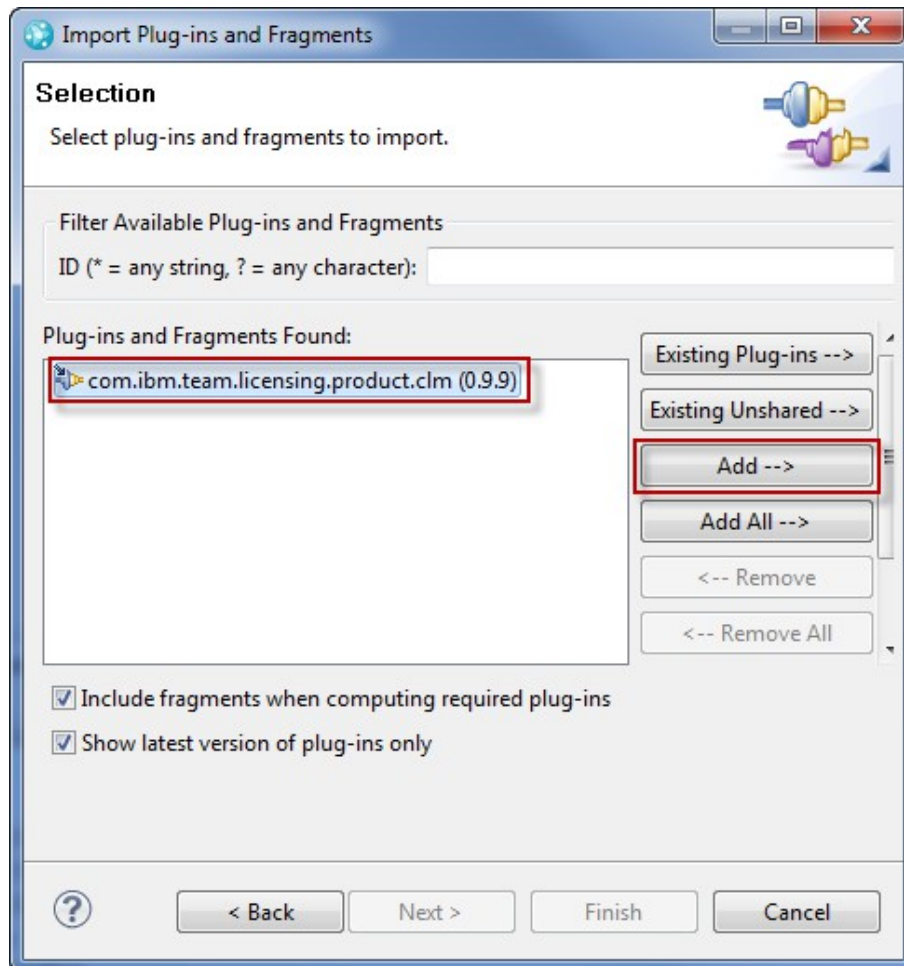 Import Plug-ins and Fragments
Selection
Select plug-ins and fragments to import.
Filter Available Plug-ins and Fragments
ID (* = any string, ? = any character):
Plug-ins and Fragments Found:
com.ibm.team.licensing.product.clm (0.9.9)
Existing Plug-ins -->
Existing Unshared -->
Add -->
Add All -->
<-- Remove
<-- Remove All
Include fragments when computing required plug-ins
Show latest version of plug-ins only
?
< Back
Next >
Finish
Cancel